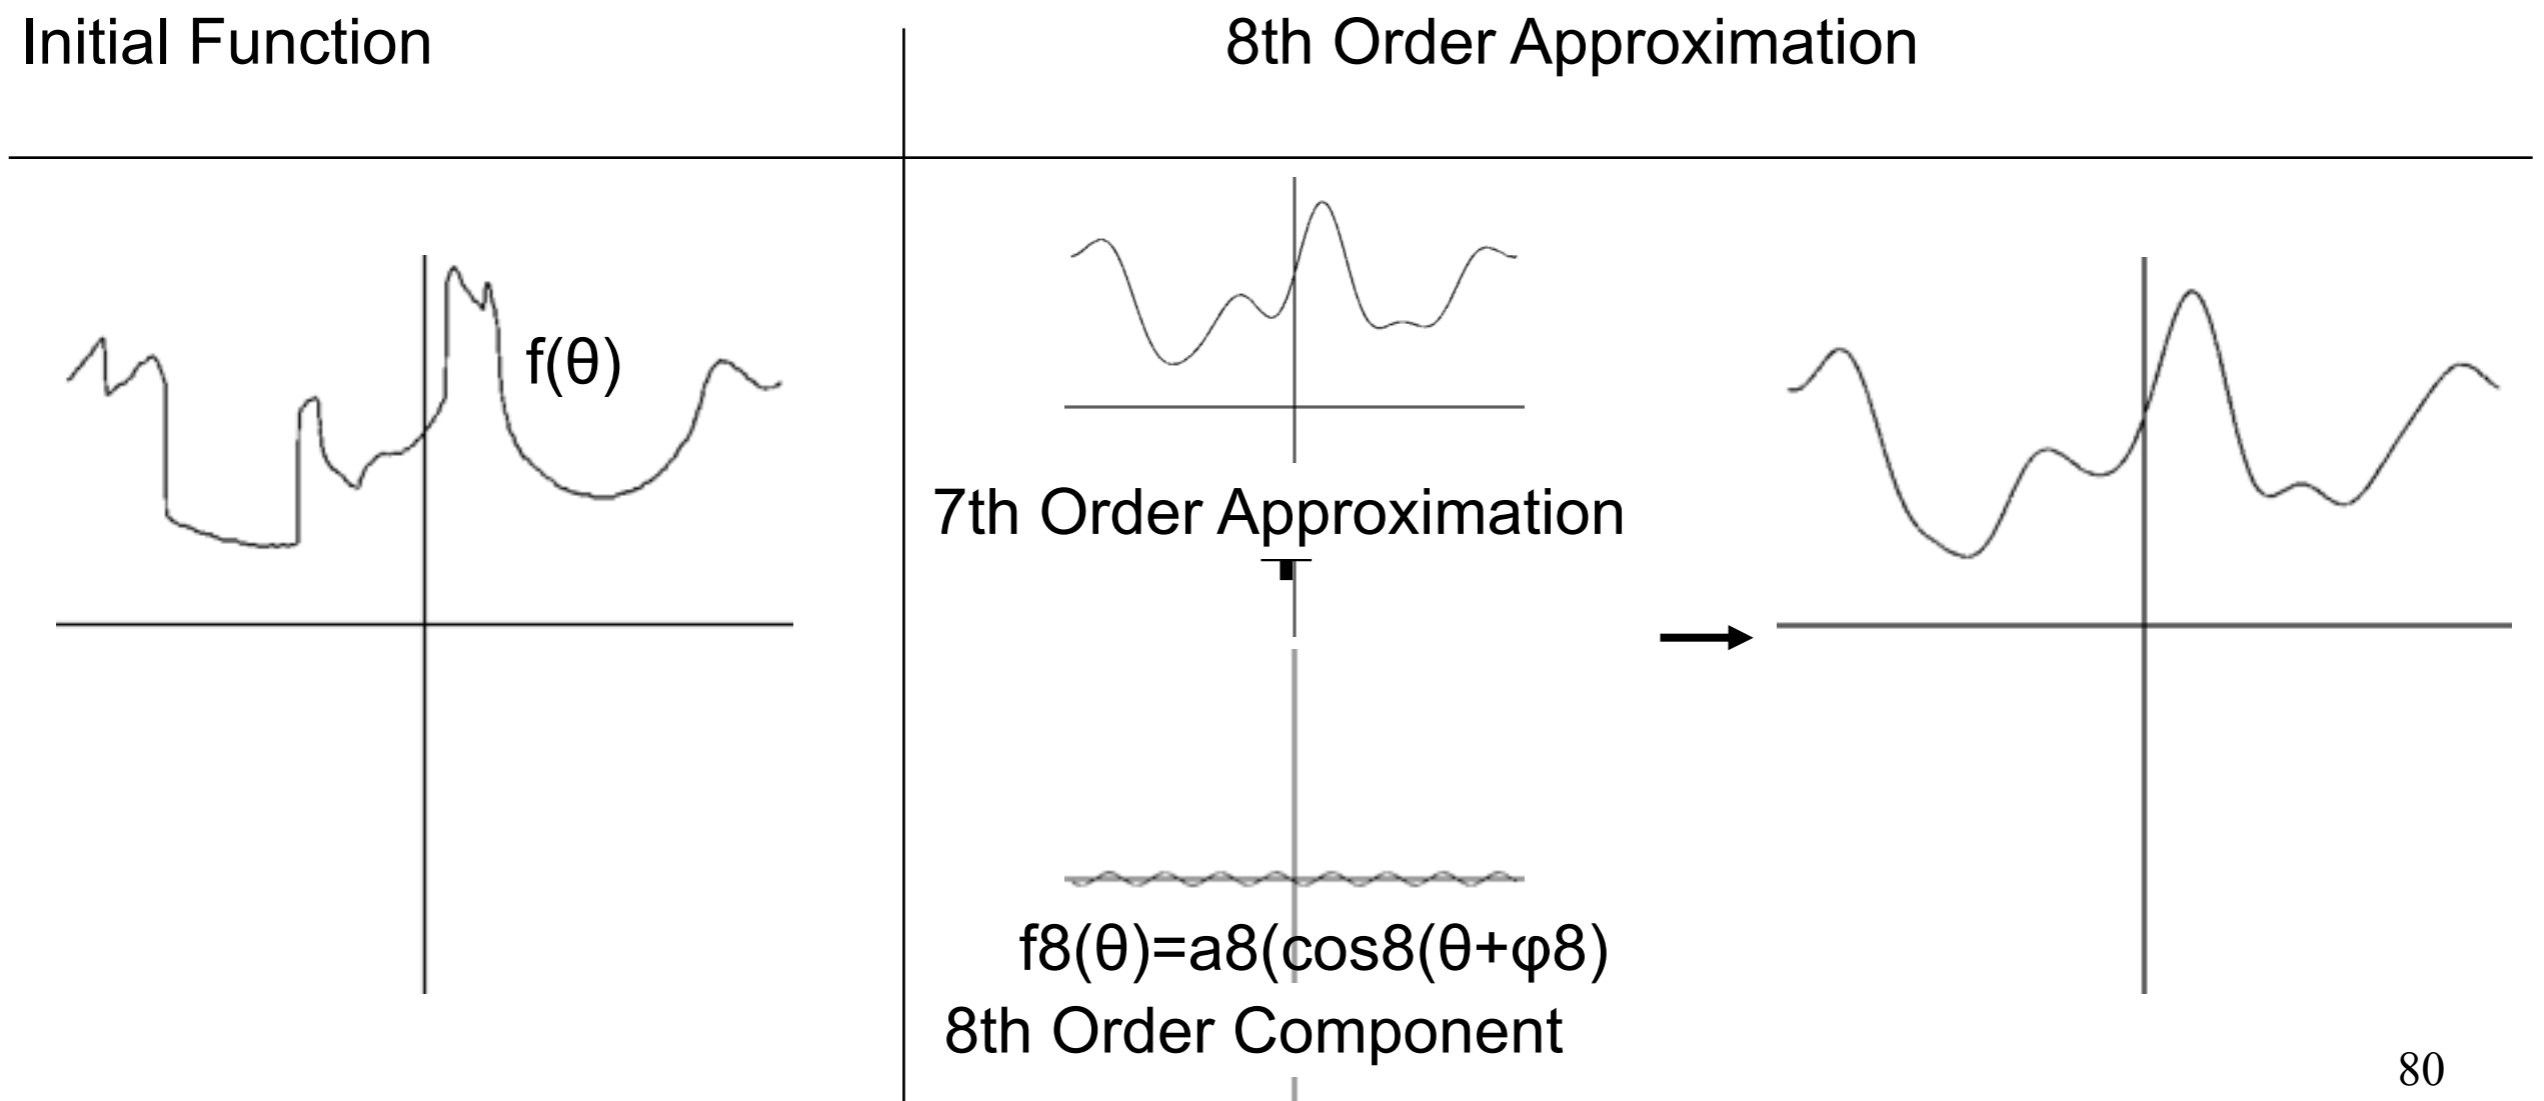 Initial Function
8th Order Approximation
f(θ)
7th Order Approximation
f8(θ)=a8(cos8(θ+φ8)
8th Order Component
80